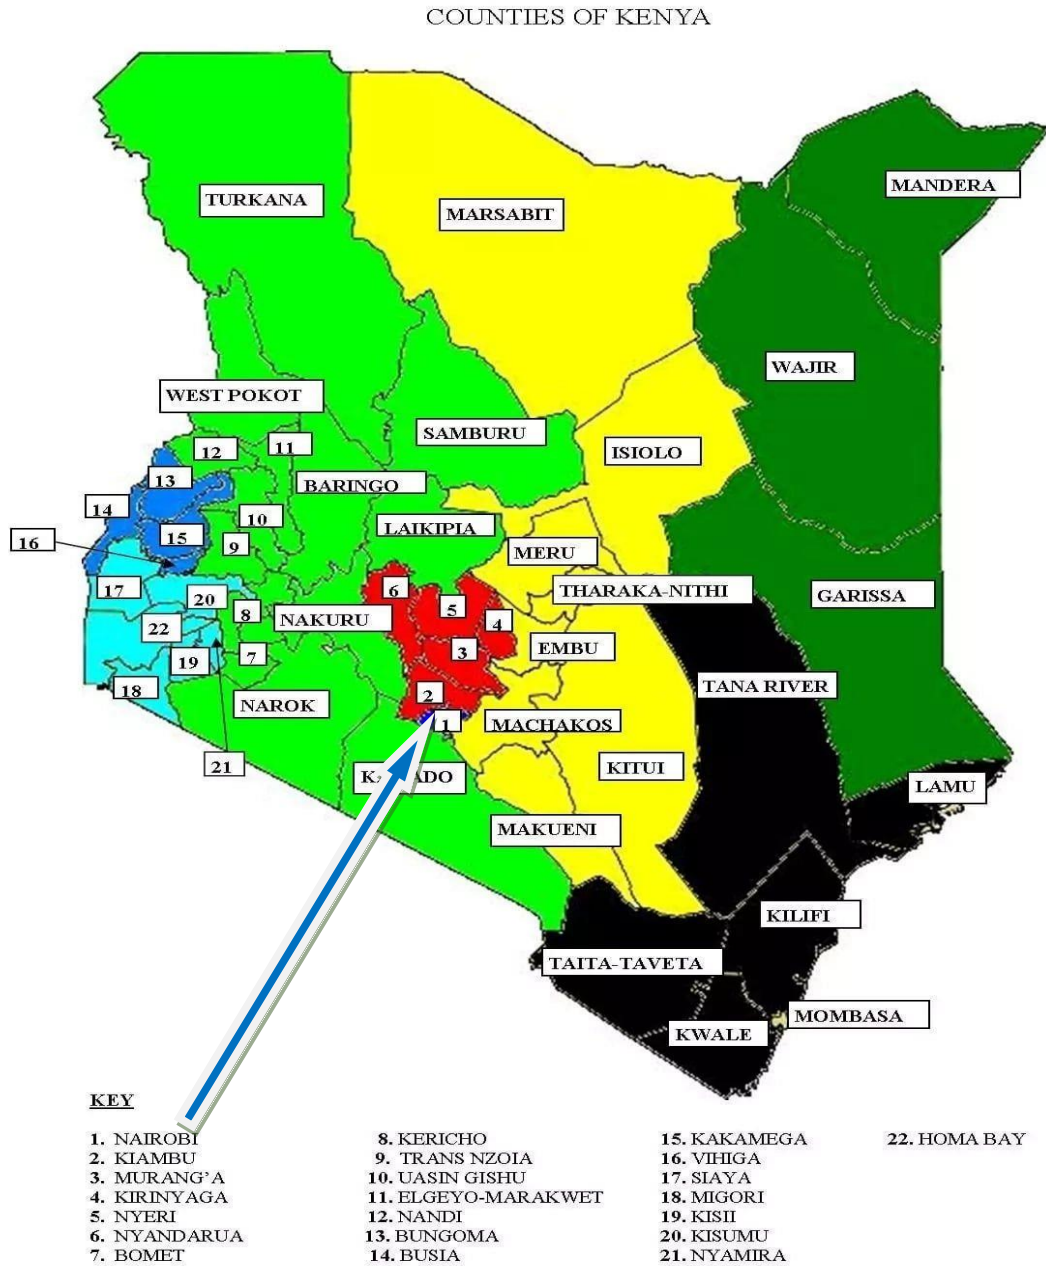 COUNTIES OF KENYA
TURKANA
MARSABIT
MANDERA
WAJIR
WEST POKOT
SAMBURU
ISIOLO
12
11
13
BARINGO
14
10
LAIKIPIA
15
16
9
MERU
17
6
THARAKA-NITHI
GARISSA
20
5
8
NAKURU
4
22
EMBU
3
19
7
18
2
TANA RIVER
NAROK
1
MACHAKOS
21
KITUI
LAMU
MAKUENI
KILIFI
TAITA-TAVETA
MOMBASA
KWALE
KEY
1. NAIROBI
2. KIAMBU
3. MURANG’A
4. KIRINYAGA
5. NYERI
6. NYANDARUA
7. BOMET
8. KERICHO
9. TRANS NZOIA
10. UASIN GISHU
11. ELGEYO-MARAKWET
12. NANDI
13. BUNGOMA
14. BUSIA
15. KAKAMEGA
16. VIHIGA
17. SIAYA
18. MIGORI
19. KISII
20. KISUMU
21. NYAMIRA
22. HOMA BAY